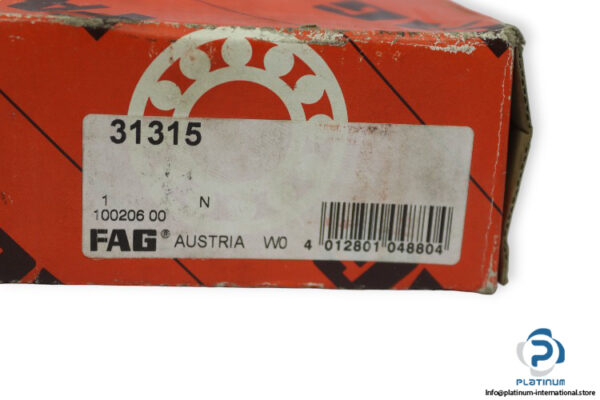 31315
1 N
100206 00
FAG® AUSTRIA W0 4 012801 048804
PLATINUM
Info@platinum-international.store